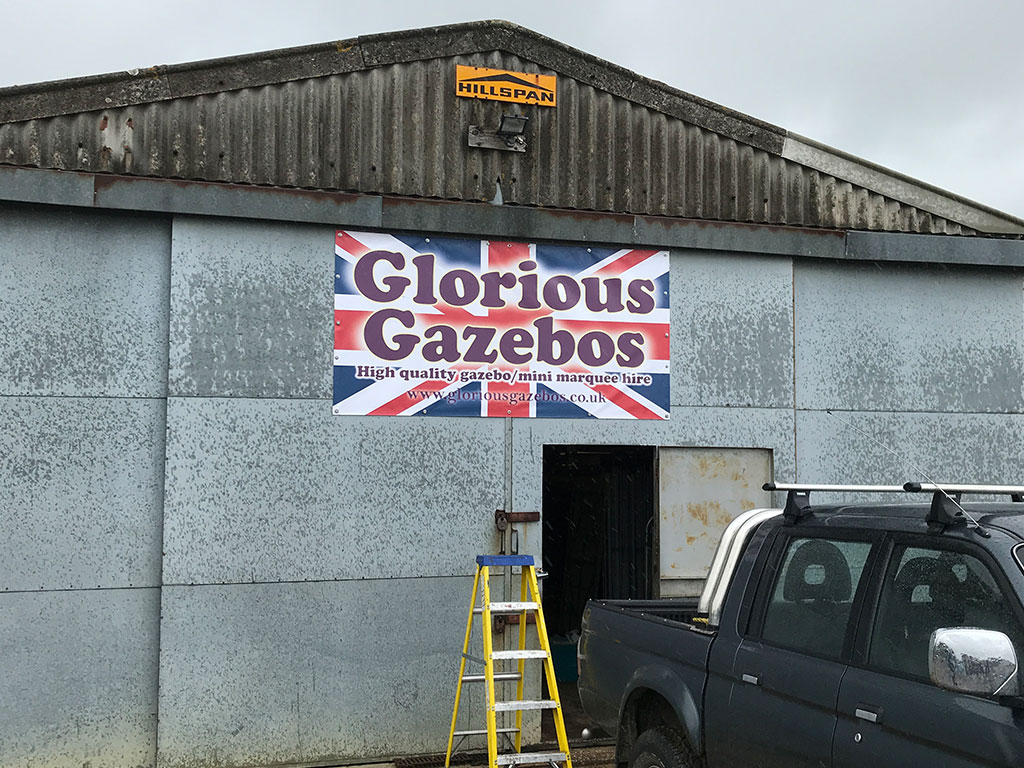 HILLSPAN
Glorious
Gazebos
High quality gazebo/mini marquee hire
www.gloriousgazebos.co.uk